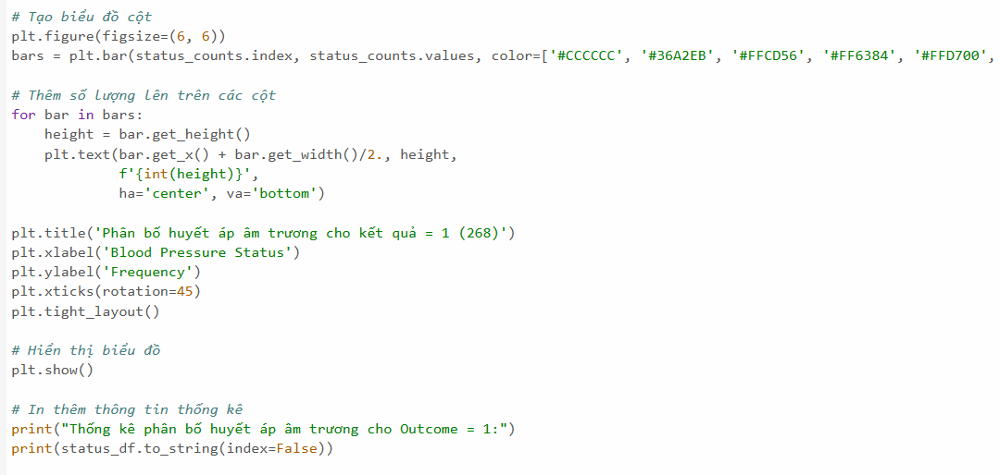 # Tạo biểu đồ cột
plt.figure(figsize=(6, 6))
bars = plt.bar(status_counts.index, status_counts.values, color=['#CCCCCC', '#36A2EB', '#FFCD56', '#FF6384', '#FFD700',
# Thêm số lượng lên trên các cột
for bar in bars:
    height = bar.get_height()
    plt.text(bar.get_x() + bar.get_width()/2., height,
             f'{int(height)}',
             ha='center', va='bottom')
plt.title('Phân bố huyết áp âm trương cho kết quả = 1 (268)')
plt.xlabel('Blood Pressure Status')
plt.ylabel('Frequency')
plt.xticks(rotation=45)
plt.tight_layout()
# Hiển thị biểu đồ
plt.show()
# In thêm thông tin thống kê
print("Thống kê phân bố huyết áp âm trương cho Outcome = 1:")
print(status_df.to_string(index=False))